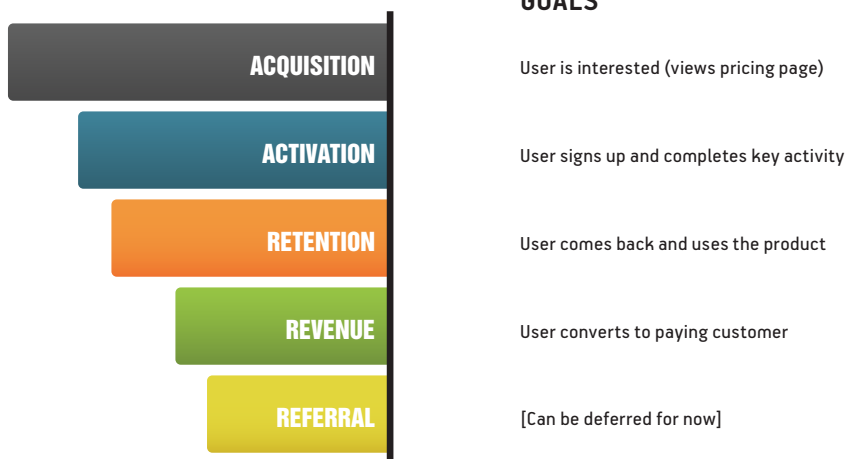 GOALS
ACQUISITION
User is interested (views pricing page)
ACTIVATION
User signs up and completes key activity
RETENTION
User comes back and uses the product
REVENUE
User converts to paying customer
REFERRAL
[Can be deferred for now]